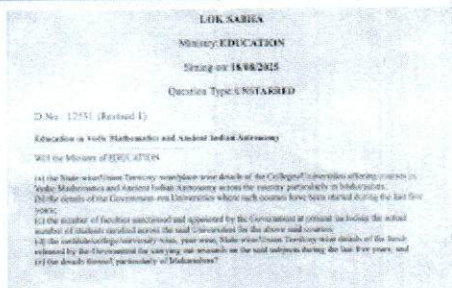 LOK SABHA
Ministry: EDUCATION
Sitting on: 18/08/2025
Question Type: UNSTARRED
D.No. 12551 (Revised 1)
Education in Vedic Mathematics and Ancient Indian Astronomy
Will the Minister of EDUCATION
(a) the State-wise/Union Territory-wise/place-wise details of the Colleges/Universities offering courses in
Vedic Mathematics and Ancient Indian Astronomy across the country particularly in Maharashtra;
(b) the details of the Government-run Universities where such courses have been started during the last five
years;
(c) the number of faculties sanctioned and appointed by the Government at present including the actual
number of students enrolled across the said Universities for the above said courses;
(d) the institute/college/university-wise, year-wise, State-wise/Union Territory-wise details of the funds
released by the Government for carrying out research on the said subjects during the last five years; and
(e) the details thereof, particularly of Maharashtra?